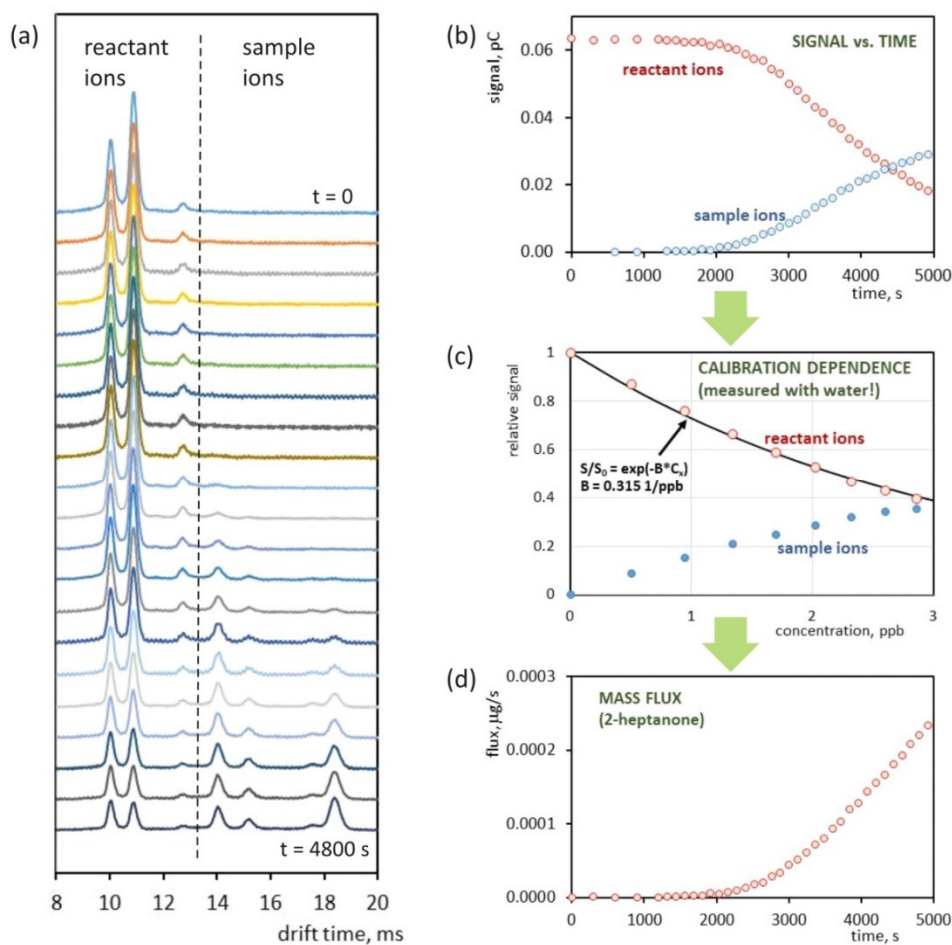 (a)
reactant
ions
sample
ions
t = 0
t = 4800 s
8 10 12 14 16 18 20
drift time, ms
(b)
signal, pC
0.06
0.04
0.02
0.00
SIGNAL vs. TIME
reactant ions
sample ions
0 1000 2000 3000 4000 5000
time, s
(c)
relative signal
1
0.8
0.6
0.4
0.2
0
CALIBRATION DEPENDENCE
(measured with water!)
reactant ions
S/S₀ = exp(-B*Cₓ)
B = 0.315 1/ppb
sample ions
0 1 2 3
concentration, ppb
(d)
flux, µg/s
0.0003
0.0002
0.0001
0.0000
MASS FLUX
(2-heptanone)
0 1000 2000 3000 4000 5000
time, s